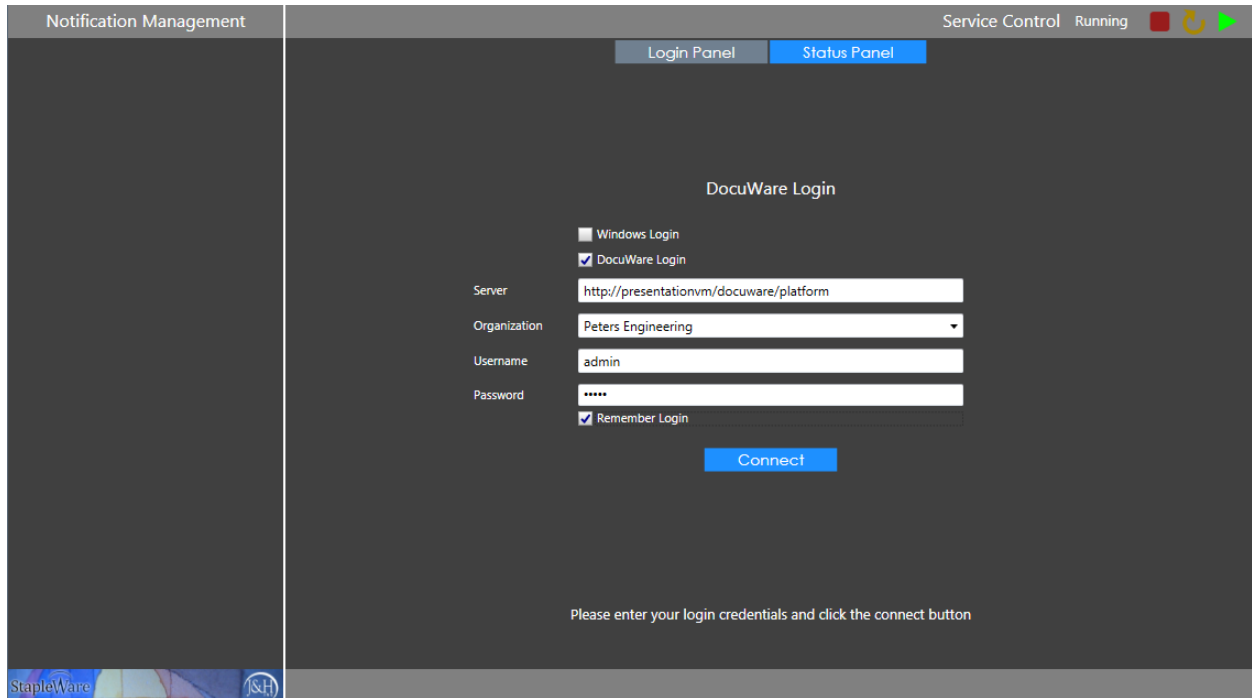 Notification Management
Service Control Running
Login Panel Status Panel
DocuWare Login
Windows Login
DocuWare Login
Server http://presentationvm/docuware/platform
Organization Peters Engineering
Username admin
Password •••••
Remember Login
Connect
Please enter your login credentials and click the connect button
StapleWare J&H